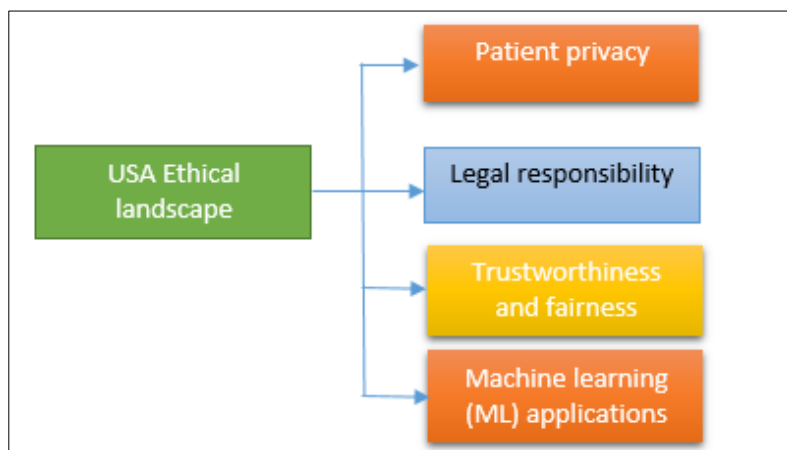 Patient privacy
USA Ethical
landscape
Legal responsibility
Trustworthiness
and fairness
Machine learning
(ML) applications